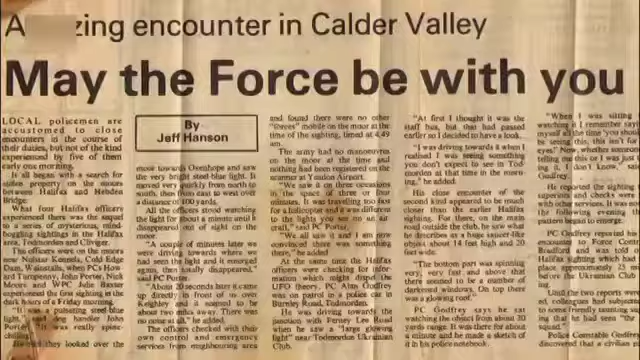 A zing encounter in Calder Valley
May the Force be with you
LOCAL policemen are
accustomed to close
encounters in the course of
their duties, but not of the kind
experienced by five of them
early one morning.
It all began with a search for
stolen property on the moors
between Halifax and Hebden
Bridge.
What four Halifax officers
experienced there was the sequel
to a series of mysterious, mind-
boggling sightings in the Halifax
area, Todmorden and Cliviger.
The officers were on the moors
near Nolstar Kennels, Cold Edge
Dam, Wainstalls, when PCs How-
ard Turnpenny, John Porter, Nick
Moore and WPC Julie
experienced the first sighting in the
dark hours of a Friday morning.
"It was a pulsating steel-blue
light," dog handler John
Porter It was really spine-
chilling.
they looked over the
By
Jeff Hanson
moor towards Ovenhope and saw
the very bright steel-blue light. It
moved very quickly from north to
south, then from east to west over
a distance of 100 yards.
All the officers stood watching
the light for about a minute until it
disappeared out of sight on the
moor.
"A couple of minutes later we
were driving towards where we
had seen the light and it emerged
again, then totally disappeared,"
said PC Porter.
"About 20 seconds later it came
up directly in front of us over
Keighley and it seemed to be
about two miles away. There was
no noise at all," he added.
The officers checked with their
own control and emergency
services from neighbouring areas
and found there were no other
"forces" mobile on the moor at the
time of the sighting, timed at 4.49
am.
The army had no manoeuvres
on the moor at the time and
nothing had been registered on the
scanner at Yeadon Airport.
"We saw it on three occasions
in the space of three or four
minutes. It was travelling too fast
for a helicopter and was different
to the lights you see on an air-
craft," said PC Porter.
"We all saw it and I am now
convinced there was something
there," he added.
At the same time the Halifax
officers were checking for infor-
mation which might dispel the
UFO theory, PC Alan Godfrey
was on patrol in a police car in
Burnley Road, Todmorden.
He was driving towards the
junction with Ferney Lee Road
when he saw a "large glowing
light" near Todmorden Ukrainian
Club.
"At first I thought it was the
staff bus, but that had passed
earlier so I decided to have a look.
"I was driving towards it when I
realised I was seeing something
you don't expect to see in Tod-
morden at that time in the morn-
ing," he added.
His close encounter of the
second kind appeared to be much
closer than the earlier Halifax
sighting. For there, on the main
road outside the club, he saw what
he describes as a huge saucer-like
object about 14 feet high and 20
feet wide.
"The bottom part was spinning
very, very fast and above that
there seemed to be a number of
darkened windows. On top there
was a glowing roof."
PC Godfrey says he sat
watching the object from about 20
yards range. It was there for about
a minute and he made a sketch of
it in his police notebook.
"When I was sitting
watching it I remember say
myself all the time 'you shou
be seeing this, this isn't for
eyes.' Now, whether someone
telling me this or I was just
it, I don't know,"
Godfrey.
He reported the sighting
superiors and checks were
with other services. It was
the following evening
pattern began to emerge.
PC Godfrey reported his
encounter to Force Con
Bradford and was told o
Halifax sighting which had
place approximately 23
before the Ukrainian Club
ing.
Until the two reports were
ed, colleagues had subjected
to some friendly taunting
ing that he had seen "the
squad."
Police Constable Godfrey
discovered that a civilian